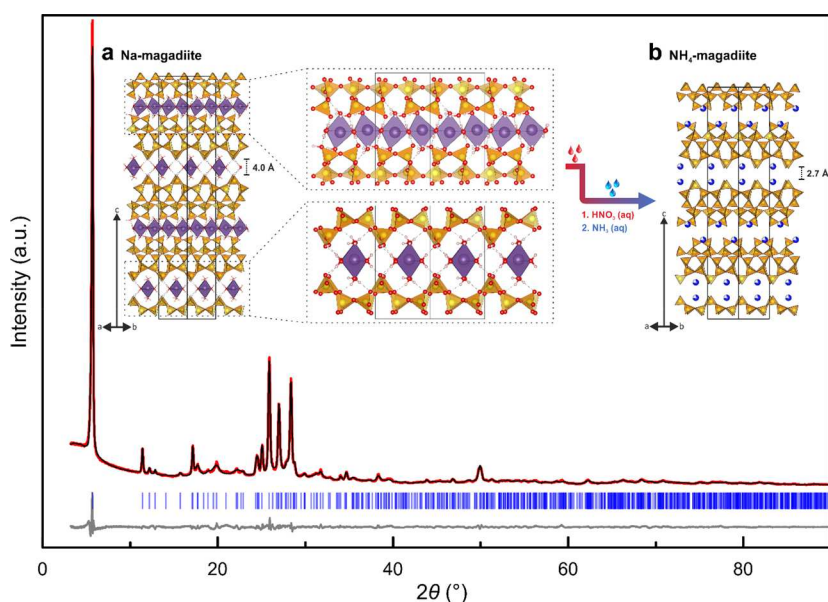 a Na-magadiite
b NH₄-magadiite
4.0 Å
2.7 Å
1. HNO₃ (aq)
2. NH₃ (aq)
c
a
b
c
a
b
Intensity (a.u.)
0
20
40
60
80
2θ (°)